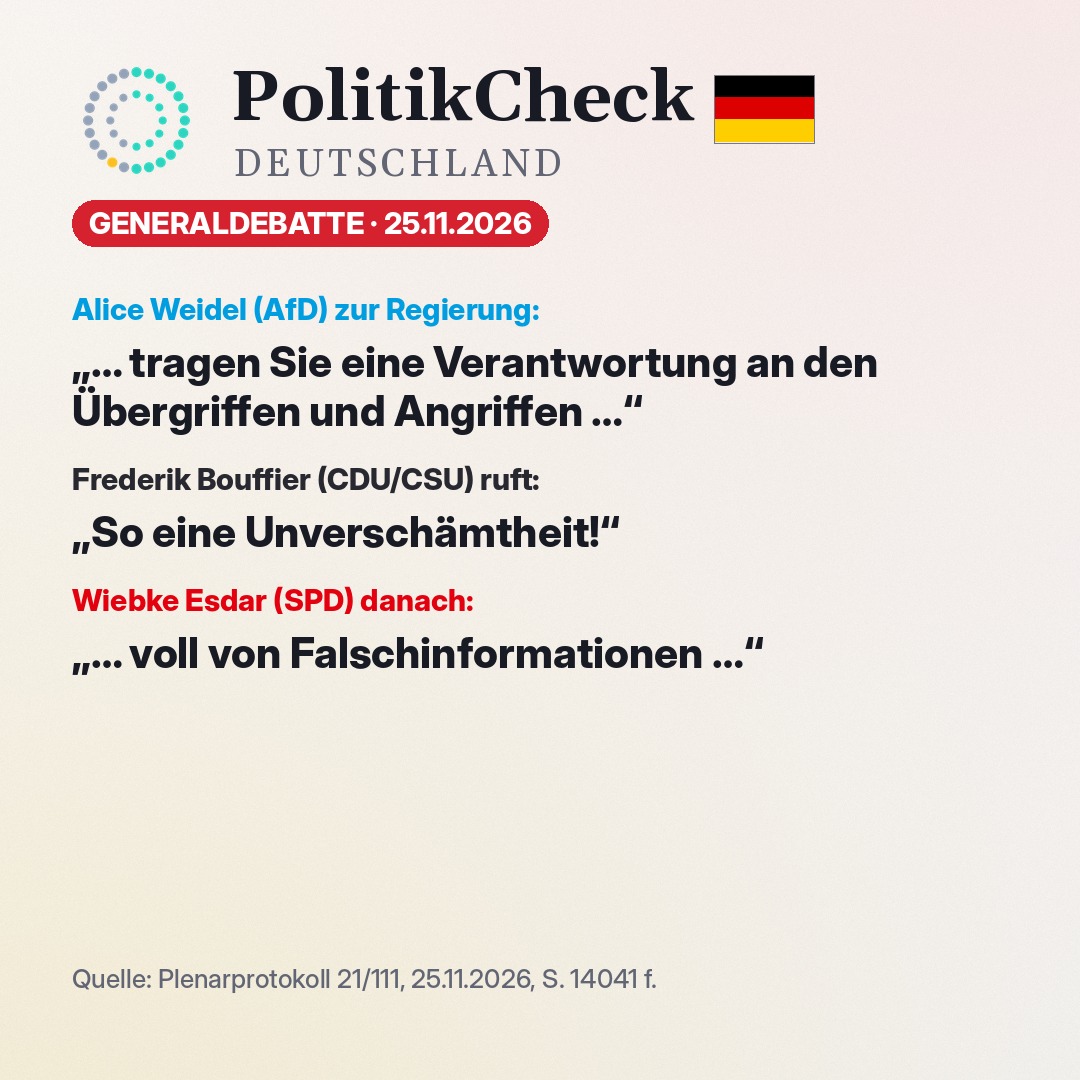 PolitikCheck
DEUTSCHLAND
GENERALDEBATTE · 25.11.2026
Alice Weidel (AfD) zur Regierung:
„… tragen Sie eine Verantwortung an den
Übergriffen und Angriffen …“
Frederik Bouffier (CDU/CSU) ruft:
„So eine Unverschämtheit!“
Wiebke Esdar (SPD) danach:
„… voll von Falschinformationen …“
Quelle: Plenarprotokoll 21/111, 25.11.2026, S. 14041 f.